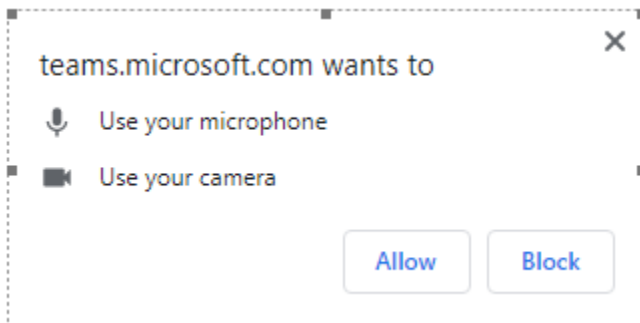 teams.microsoft.com wants to
Use your microphone
Use your camera
Allow
Block